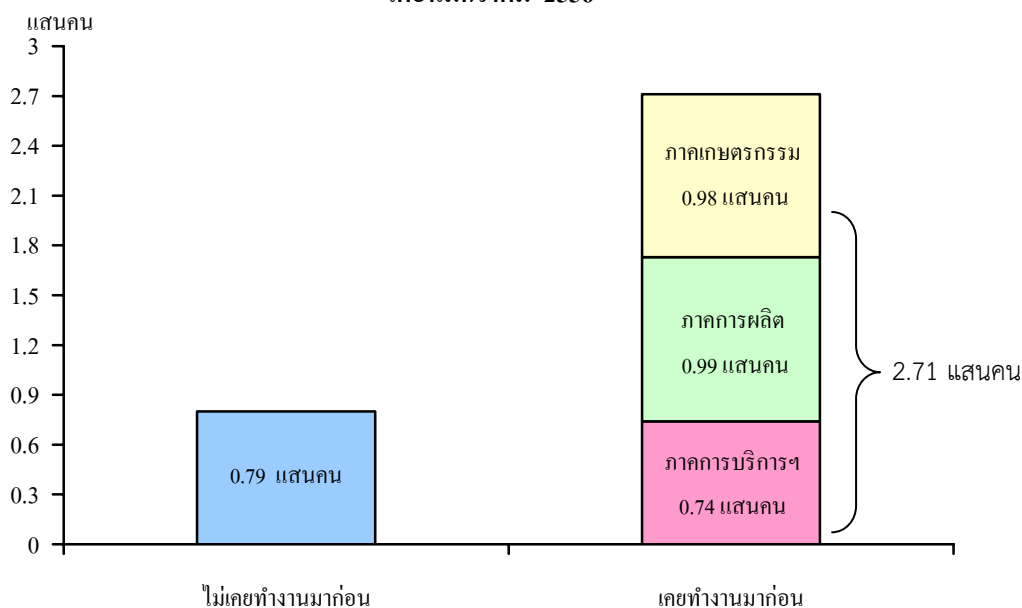 แสนคน
3
2.7
2.4
2.1
1.8
1.5
1.2
0.9
0.6
0.3
0
0.79 แสนคน
ภาคเกษตรกรรม
0.98 แสนคน
ภาคการผลิต
0.99 แสนคน
ภาคการบริการฯ
0.74 แสนคน
2.71 แสนคน
ไม่เคยทำงานมาก่อน
เคยทำงานมาก่อน